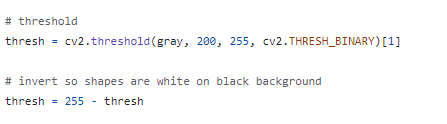 # threshold
thresh = cv2.threshold(gray, 200, 255, cv2.THRESH_BINARY)[1]
# invert so shapes are white on black background
thresh = 255 - thresh